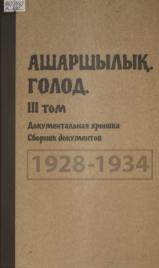 АШАРШЫЛЫҚ.
ГОЛОД.
III том
Документальная хроника
Сборник документов
1928-1934